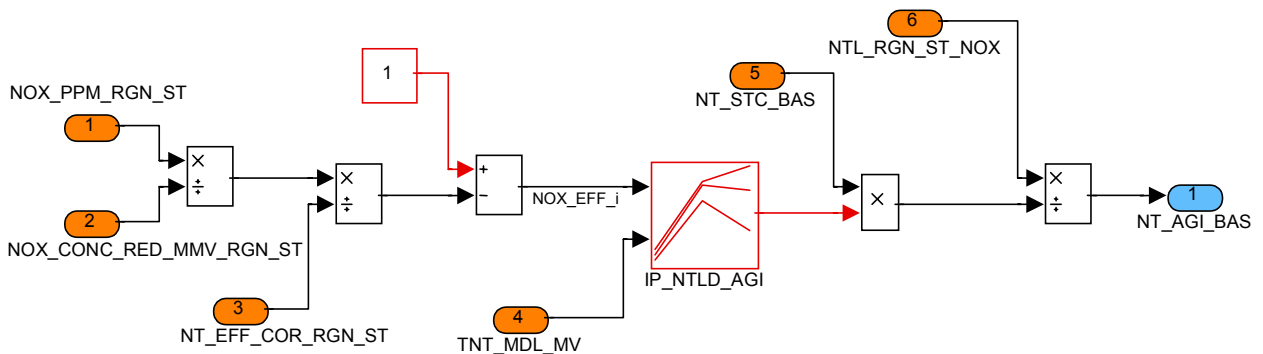 6
NTL_RGN_ST_NOX
1
5
NT_STC_BAS
NOX_PPM_RGN_ST
1
×
÷
×
÷
+
−
NOX_EFF_i
×
×
÷
1
NT_AGI_BAS
2
NOX_CONC_RED_MMV_RGN_ST
IP_NTLD_AGI
3
NT_EFF_COR_RGN_ST
4
TNT_MDL_MV